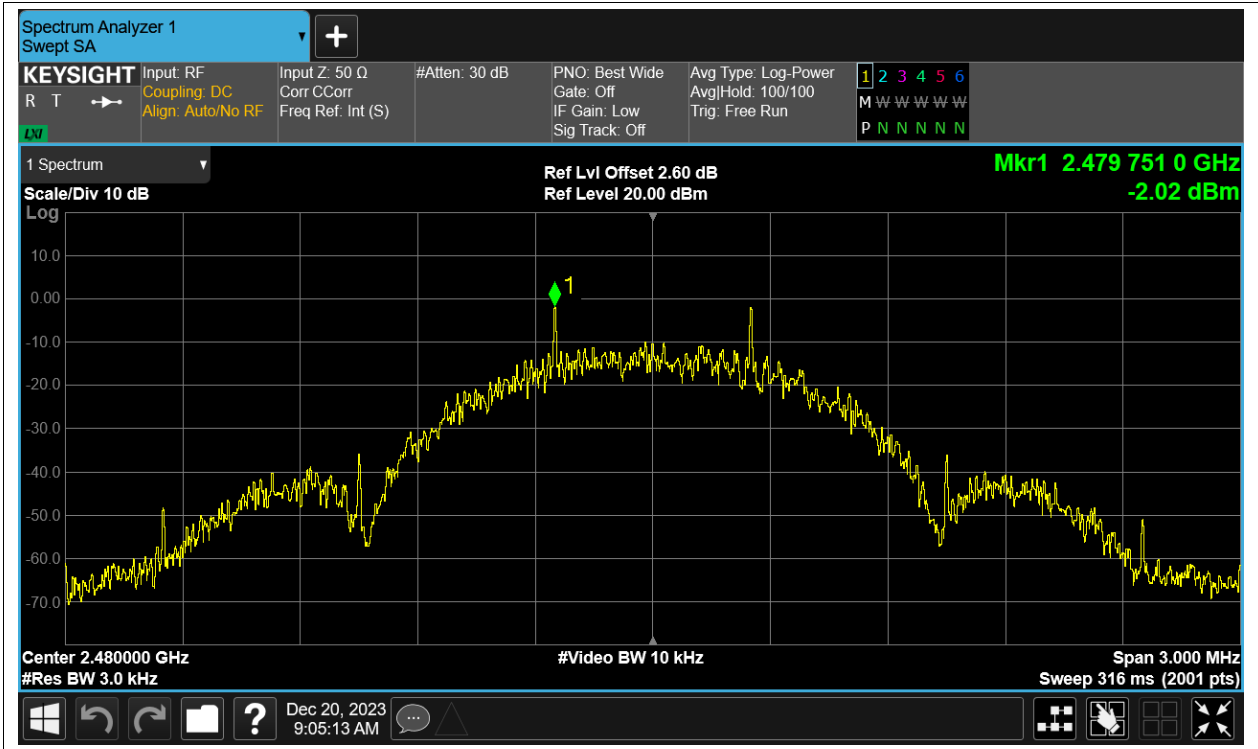 Spectrum Analyzer 1
Swept SA
+
KEYSIGHT
R T
LXI
Input: RF
Coupling: DC
Align: Auto/No RF
Input Z: 50 Ω
Corr CCorr
Freq Ref: Int (S)
#Atten: 30 dB
PNO: Best Wide
Gate: Off
IF Gain: Low
Sig Track: Off
Avg Type: Log-Power
Avg|Hold: 100/100
Trig: Free Run
1 2 3 4 5 6
M W W W W W
P N N N N N
1 Spectrum
Scale/Div 10 dB
Log
Ref Lvl Offset 2.60 dB
Ref Level 20.00 dBm
Mkr1 2.479 751 0 GHz
-2.02 dBm
1
10.0
0.00
-10.0
-20.0
-30.0
-40.0
-50.0
-60.0
-70.0
Center 2.480000 GHz
#Res BW 3.0 kHz
#Video BW 10 kHz
Span 3.000 MHz
Sweep 316 ms (2001 pts)
?
Dec 20, 2023
9:05:13 AM